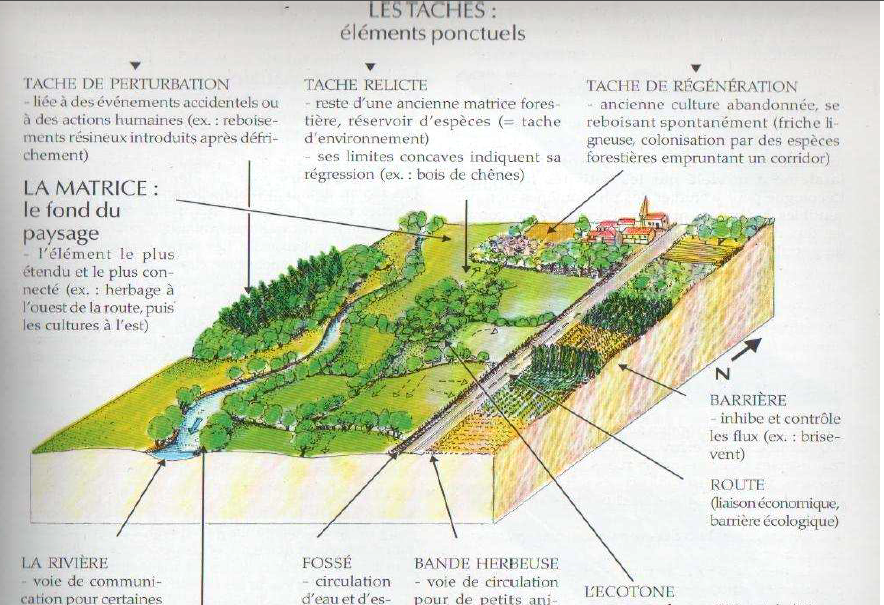 LES TACHES :
éléments ponctuels
TACHE DE PERTURBATION
- liée à des événements accidentels ou
à des actions humaines (ex. : reboise-
ments résineux introduits après défri-
chement)
TACHE RELICTE
- reste d'une ancienne matrice fores-
tière, réservoir d'espèces (= tache
d'environnement)
- ses limites concaves indiquent sa
régression (ex. : bois de chênes)
TACHE DE RÉGÉNÉRATION
- ancienne culture abandonnée, se
reboisant spontanément (friche li-
gneuse, colonisation par des espèces
forestières empruntant un corridor)
LA MATRICE :
le fond du
paysage
- l'élément le plus
étendu et le plus con-
necté (ex. : herbage à
l'ouest de la route, puis
les cultures à l'est)
N
BARRIÈRE
- inhibe et contrôle
les flux (ex. : brise-
vent)
ROUTE
(liaison économique,
barrière écologique)
LA RIVIÈRE
- voie de communi-
cation pour certaines
FOSSÉ
- circulation
d'eau et d'es-
BANDE HERBEUSE
- voie de circulation
pour de petits ani-
L'ECOTONE